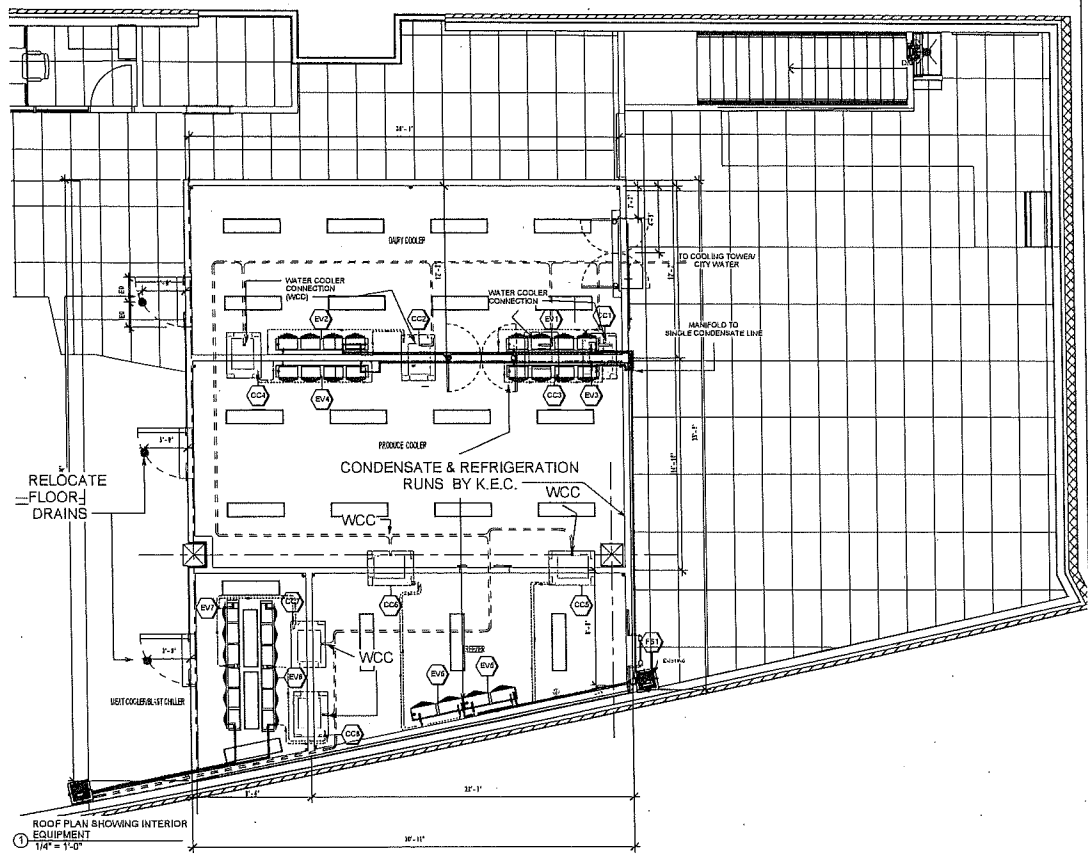 DAIRY COOLER
TO COOLING TOWER/
CITY WATER
WATER COOLER
CONNECTION
(WCC)
WATER COOLER
CONNECTION
EV2
CC2
EV1
CC1
MANIFOLD TO
SINGLE CONDENSATE LINE
CC4
EV4
CC3
EV3
PRODUCE COOLER
CONDENSATE & REFRIGERATION
RUNS BY K.E.C.
RELOCATE
FLOOR
DRAINS
WCC
WCC
CC6
CC5
EV7
CC7
WCC
FREEZER
FS1
EXISTING
EV8
EV6
EV5
MEAT COOLER/BLAST CHILLER
CC8
1
ROOF PLAN SHOWING INTERIOR
EQUIPMENT
1/4" = 1'-0"